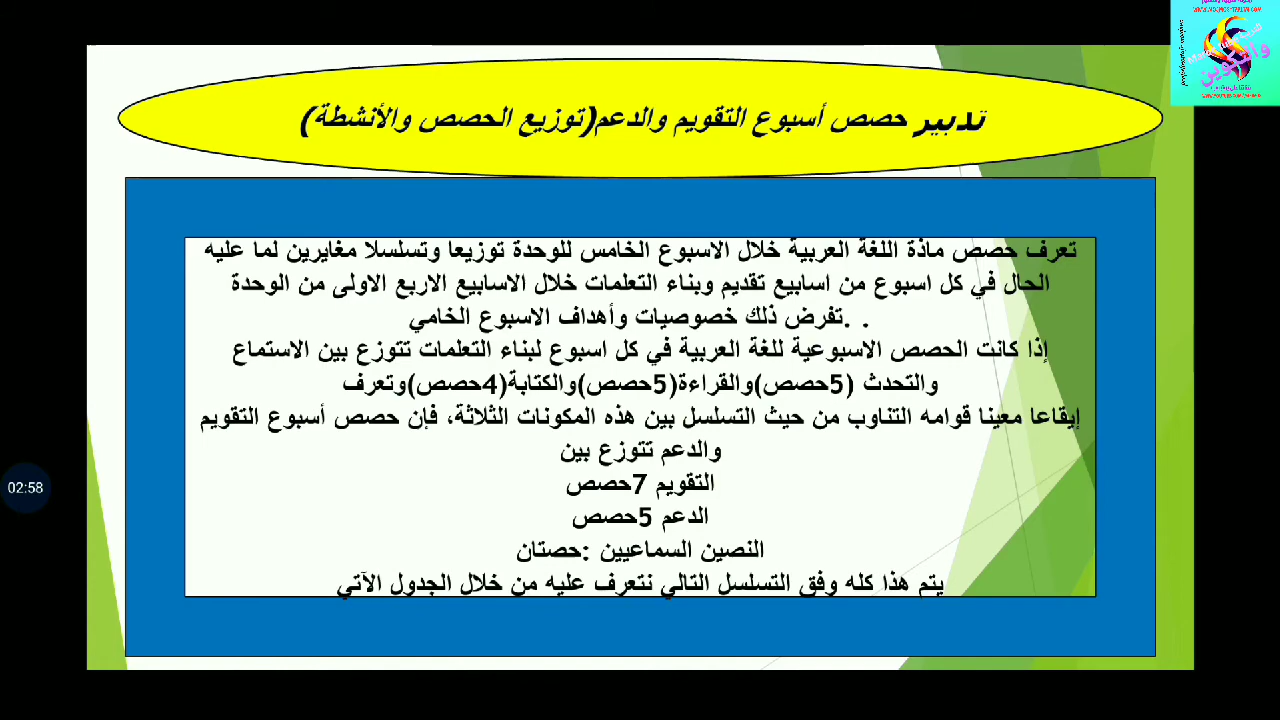 تدبير حصص أسبوع التقويم والدعم(توزيع الحصص والأنشطة)
تعرف حصص ماذة اللغة العربية خلال الاسبوع الخامس للوحدة توزيعا وتسلسلا مغايرين لما عليه
الحال في كل اسبوع من اسابيع تقديم وبناء التعلمات خلال الاسابيع الاربع الاولى من الوحدة
. .تفرض ذلك خصوصيات وأهداف الاسبوع الخامي
إذا كانت الحصص الاسبوعية للغة العربية في كل اسبوع لبناء التعلمات تتوزع بين الاستماع
والتحدث (5حصص)والقراءة(5حصص)والكتابة(4حصص)وتعرف
إيقاعا معينا قوامه التناوب من حيث التسلسل بين هذه المكونات الثلاثة، فإن حصص أسبوع التقويم
والدعم تتوزع بين
التقويم 7حصص
الدعم 5حصص
النصين السماعيين :حصتان
يتم هذا كله وفق التسلسل التالي نتعرف عليه من خلال الجدول الآتي
02:58
والتكوين